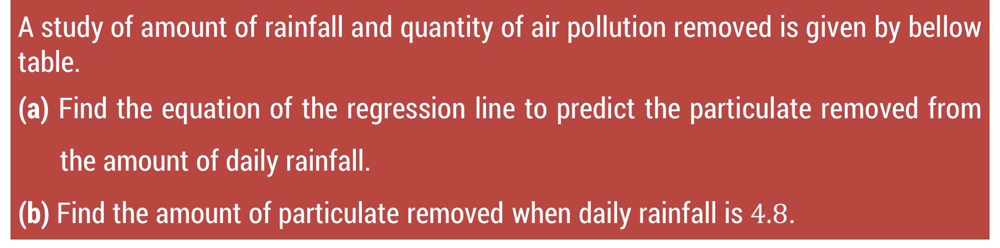 A study of amount of rainfall and quantity of air pollution removed is given by bellow
table.
(a) Find the equation of the regression line to predict the particulate removed from
the amount of daily rainfall.
(b) Find the amount of particulate removed when daily rainfall is 4.8.